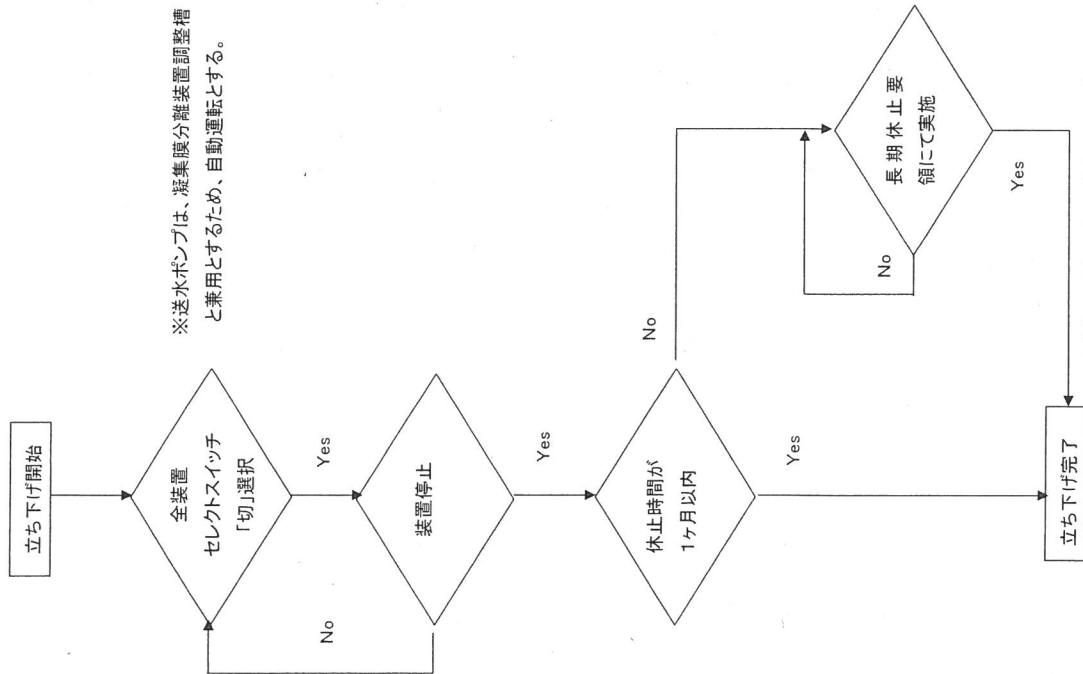 立ち下げ開始
※送水ポンプは、凝集膜分離装置調整槽
と兼用とするため、自動運転とする。
全装置
セレクトスイッチ
「切」選択
Yes
No
装置停止
Yes
休止時間が
1ヶ月以内
No
Yes
長期休止要
領にて実施
No
Yes
立ち下げ完了